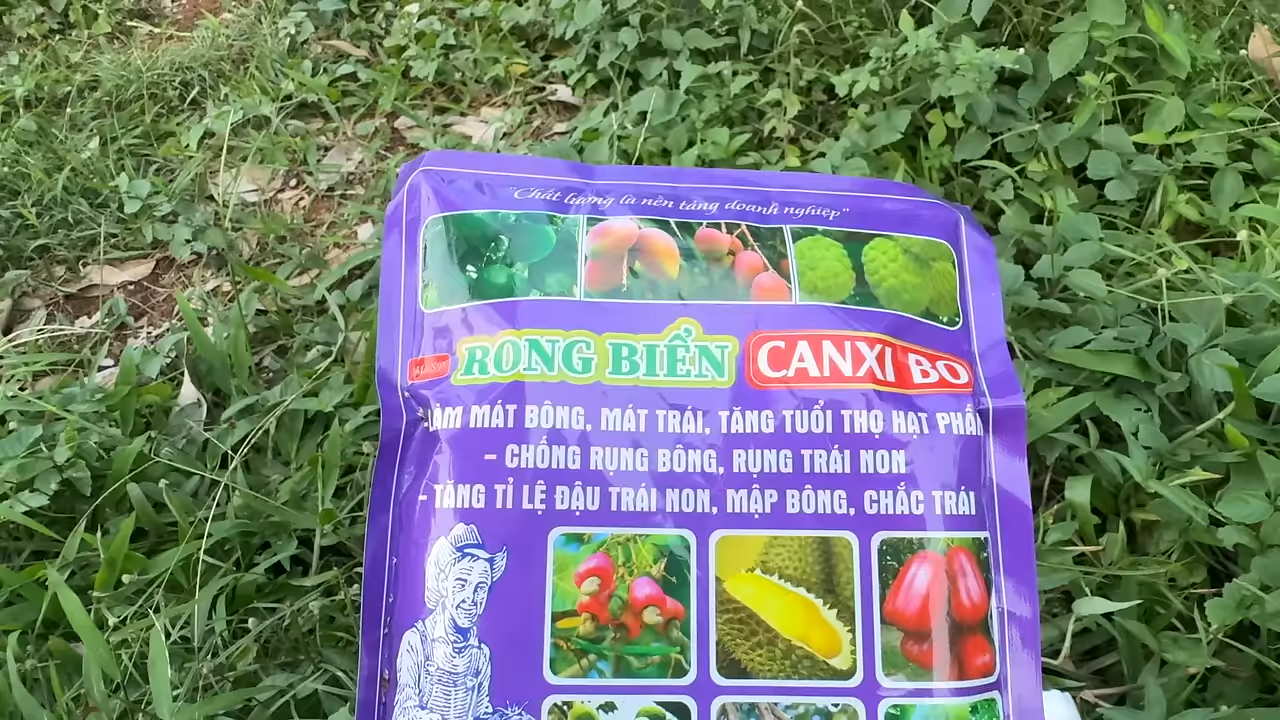 "Chất lượng là nền tảng doanh nghiệp"
RONG BIỂN CANXI BO
-LÀM MÁT BÔNG, MÁT TRÁI, TĂNG TUỔI THỌ HẠT PHẤN
– CHỐNG RỤNG BÔNG, RỤNG TRÁI NON
- TĂNG TỈ LỆ ĐẬU TRÁI NON, MẬP BÔNG, CHẮC TRÁI